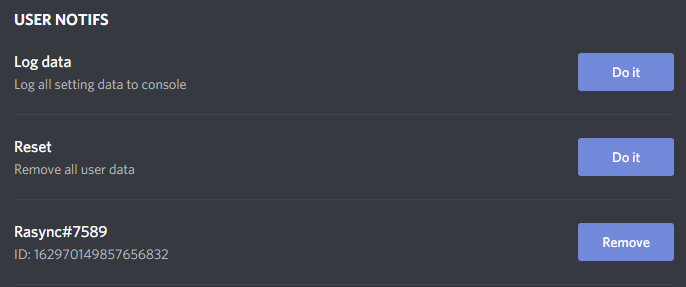 USER NOTIFS
Log data
Log all setting data to console
Do it
Reset
Remove all user data
Do it
Rasync#7589
ID: 162970149857656832
Remove